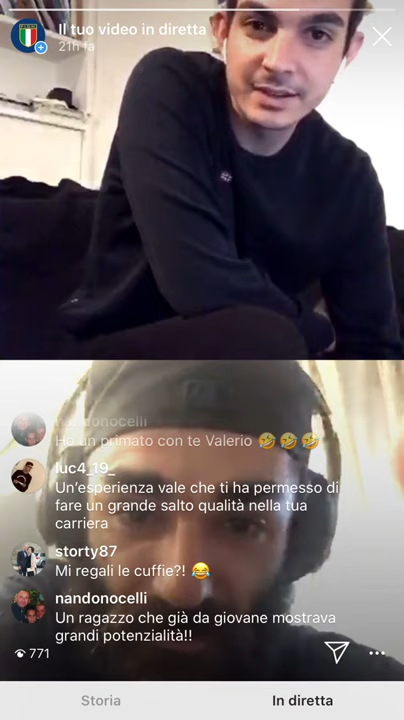 Il tuo video in diretta
21h fa
nandonocelli
Ho un primato con te Valerio 🤣🤣🤣
luc4_19_
Un'esperienza vale che ti ha permesso di
fare un grande salto qualità nella tua
carriera
storty87
Mi regali le cuffie?! 😂
nandonocelli
Un ragazzo che già da giovane mostrava
grandi potenzialità!!
771
Storia
In diretta